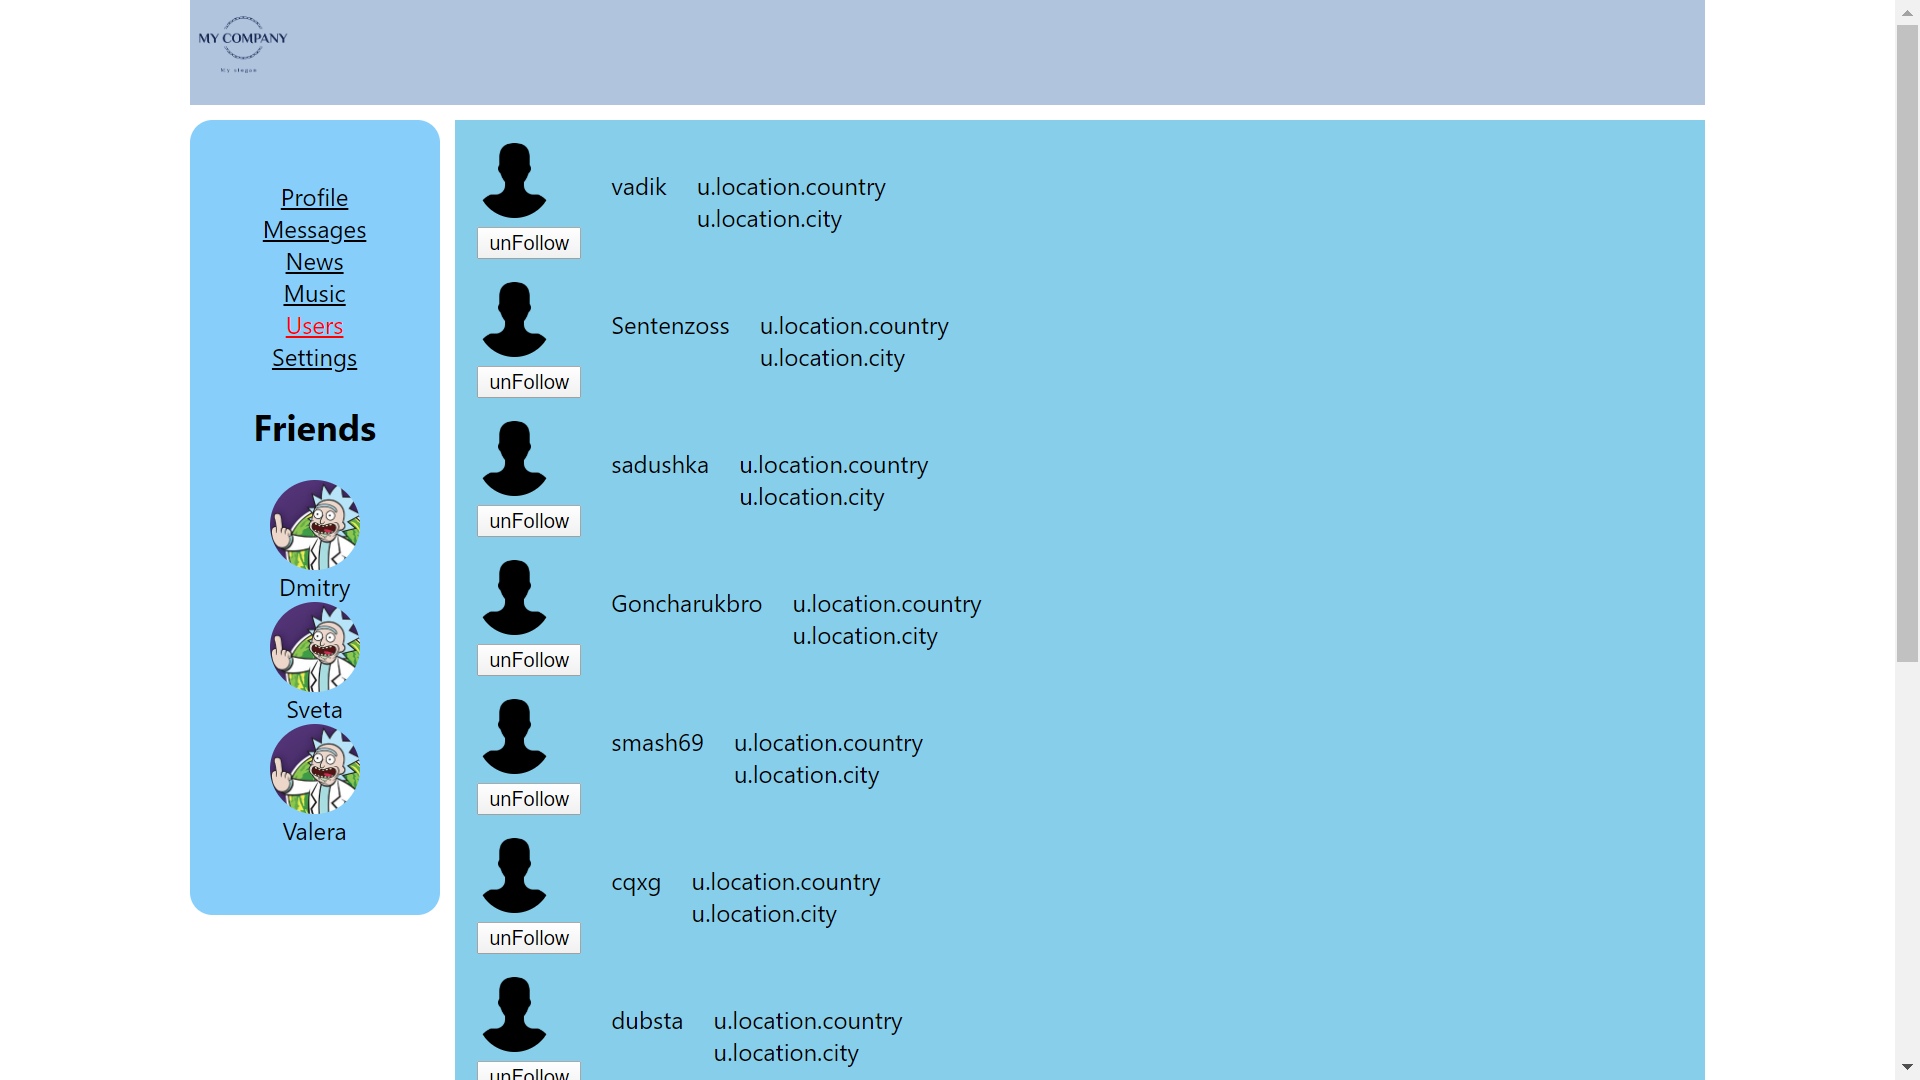 MY COMPANY
My slogan
Profile
Messages
News
Music
Users
Settings
Friends
Dmitry
Sveta
Valera
vadik u.location.country
u.location.city
unFollow
Sentenzoss u.location.country
u.location.city
unFollow
sadushka u.location.country
u.location.city
unFollow
Goncharukbro u.location.country
u.location.city
unFollow
smash69 u.location.country
u.location.city
unFollow
cqxg u.location.country
u.location.city
unFollow
dubsta u.location.country
u.location.city
unFollow